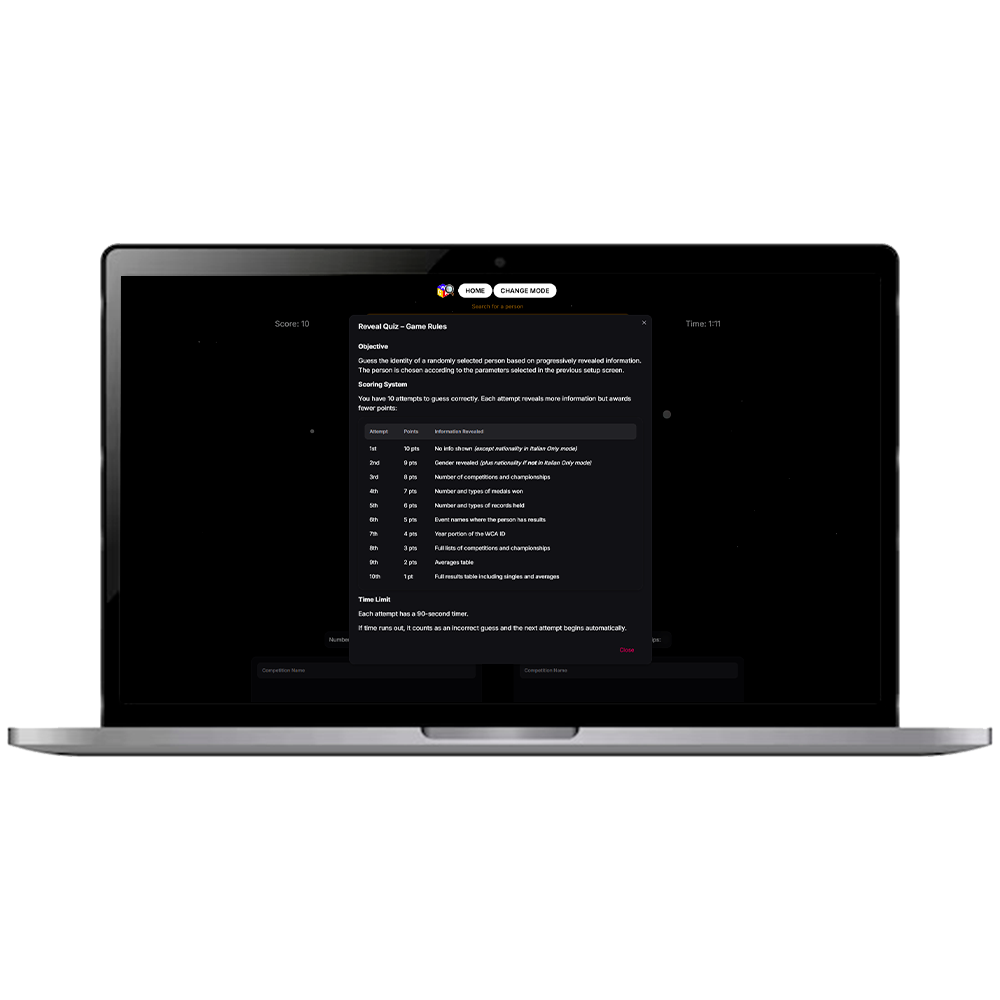 HOME
CHANGE MODE
Search for a person
Score: 10
Time: 1:11
Reveal Quiz – Game Rules
×
Objective
Guess the identity of a randomly selected person based on progressively revealed information.
The person is chosen according to the parameters selected in the previous setup screen.
Scoring System
You have 10 attempts to guess correctly. Each attempt reveals more information but awards
fewer points:
Attempt Points Information Revealed
1st 10 pts No info shown (except nationality in Italian Only mode)
2nd 9 pts Gender revealed (plus nationality if not in Italian Only mode)
3rd 8 pts Number of competitions and championships
4th 7 pts Number and types of medals won
5th 6 pts Number and types of records held
6th 5 pts Event names where the person has results
7th 4 pts Year portion of the WCA ID
8th 3 pts Full lists of competitions and championships
9th 2 pts Averages table
10th 1 pt Full results table including singles and averages
Time Limit
Each attempt has a 90-second timer.
If time runs out, it counts as an incorrect guess and the next attempt begins automatically.
Close
Competition Name
Competition Name